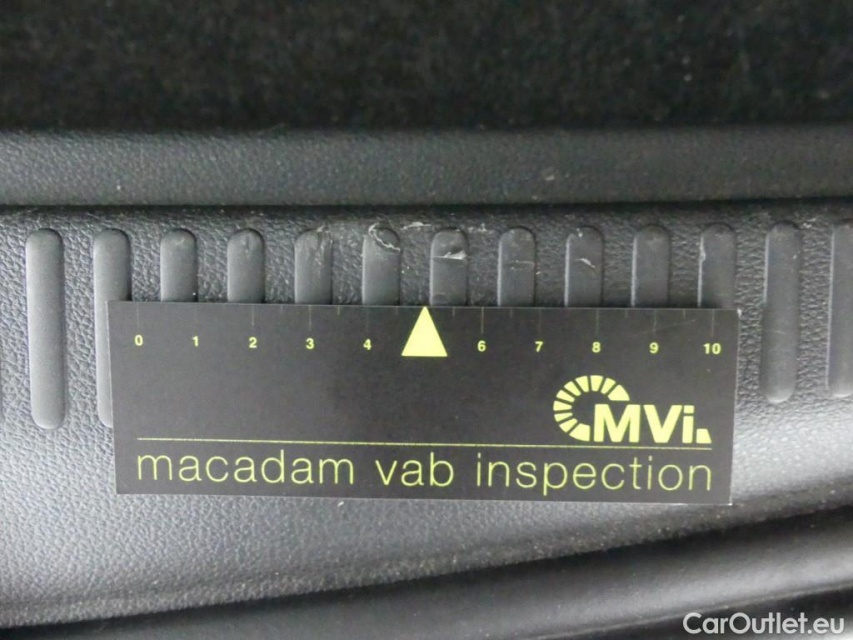 0 1 2 3 4 6 7 8 9 10
MVi.
macadam vab inspection
CarOutlet.eu